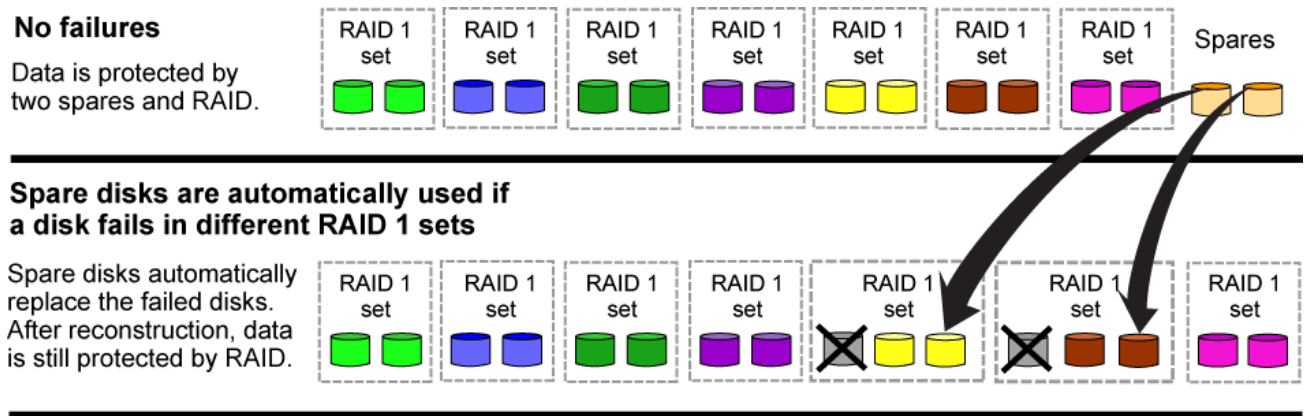 No failures
Data is protected by
two spares and RAID.
RAID 1
set
RAID 1
set
RAID 1
set
RAID 1
set
RAID 1
set
RAID 1
set
RAID 1
set
Spares
Spare disks are automatically used if
a disk fails in different RAID 1 sets
Spare disks automatically
replace the failed disks.
After reconstruction, data
is still protected by RAID.
RAID 1
set
RAID 1
set
RAID 1
set
RAID 1
set
RAID 1
set
RAID 1
set
RAID 1
set